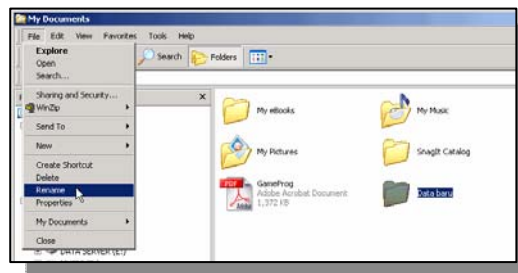 My Documents
File Edit View Favorites Tools Help
Search Folders
Explore
Open
Search...
Sharing and Security...
WinZip
Send To
New
Create Shortcut
Delete
Rename
Properties
My Documents
Close
DATA SERVER (E:)
X
My eBooks
My Music
My Pictures
SnagIt Catalog
PDF
Adobe
GameProg
Adobe Acrobat Document
1,372 KB
Data baru